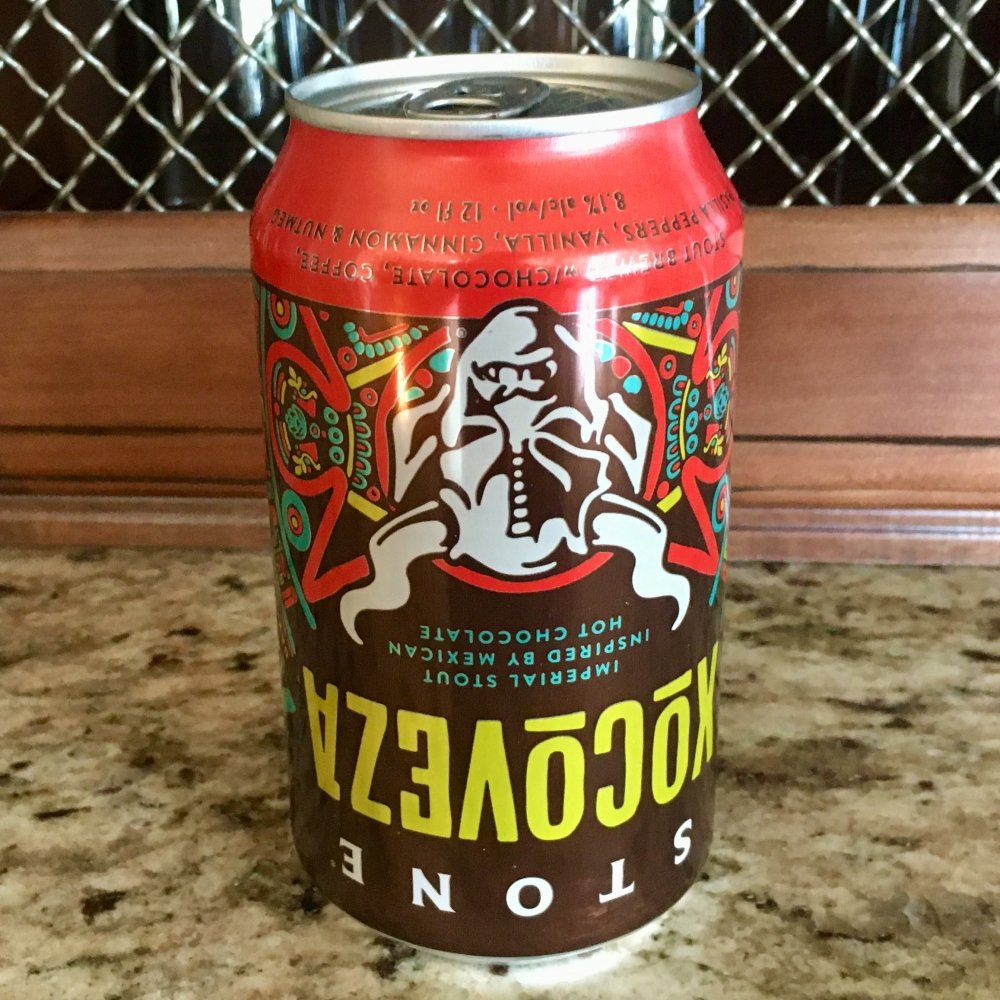 STONE
XOCOVEZA
IMPERIAL STOUT
INSPIRED BY MEXICAN
HOT CHOCOLATE
®
STOUT BREWED w/CHOCOLATE, COFFEE,
PEPPERS, VANILLA, CINNAMON & NUTMEG
8.1% alc/vol · 12 fl oz